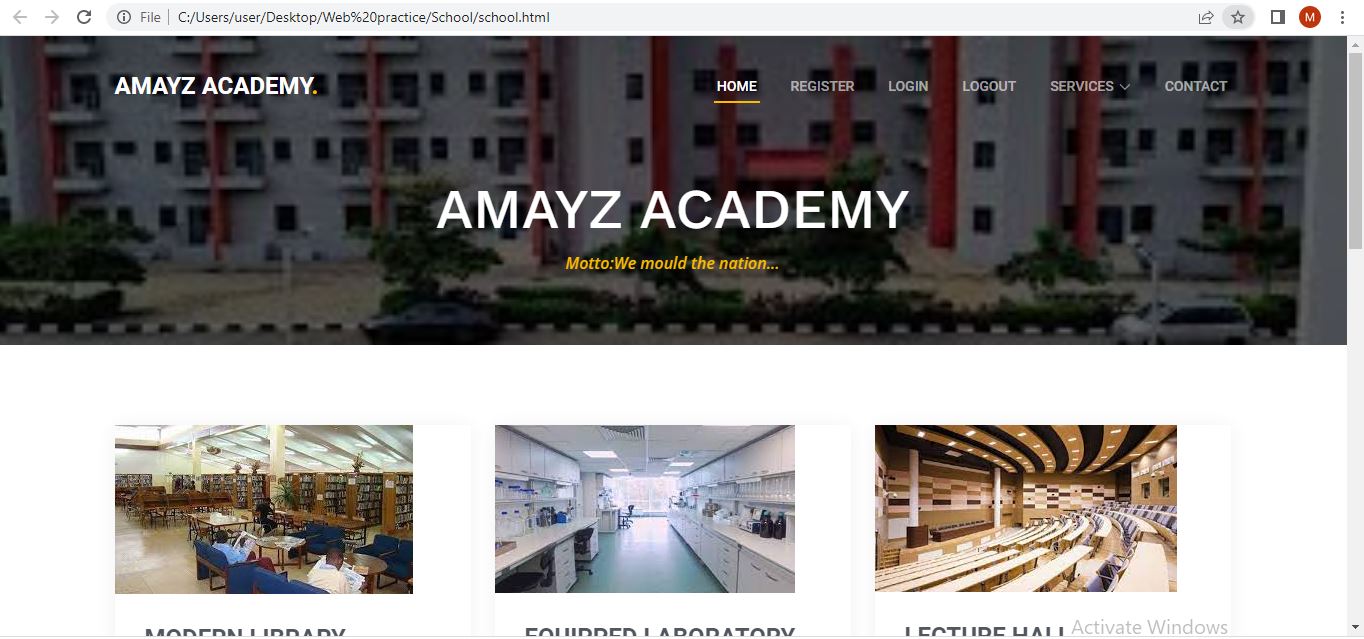 File C:/Users/user/Desktop/Web%20practice/School/school.html M
AMAYZ ACADEMY. HOME REGISTER LOGIN LOGOUT SERVICES CONTACT
AMAYZ ACADEMY
Motto:We mould the nation...
MODERN LIBRARY EQUIPPED LABORATORY LECTURE HALL
Activate Windows